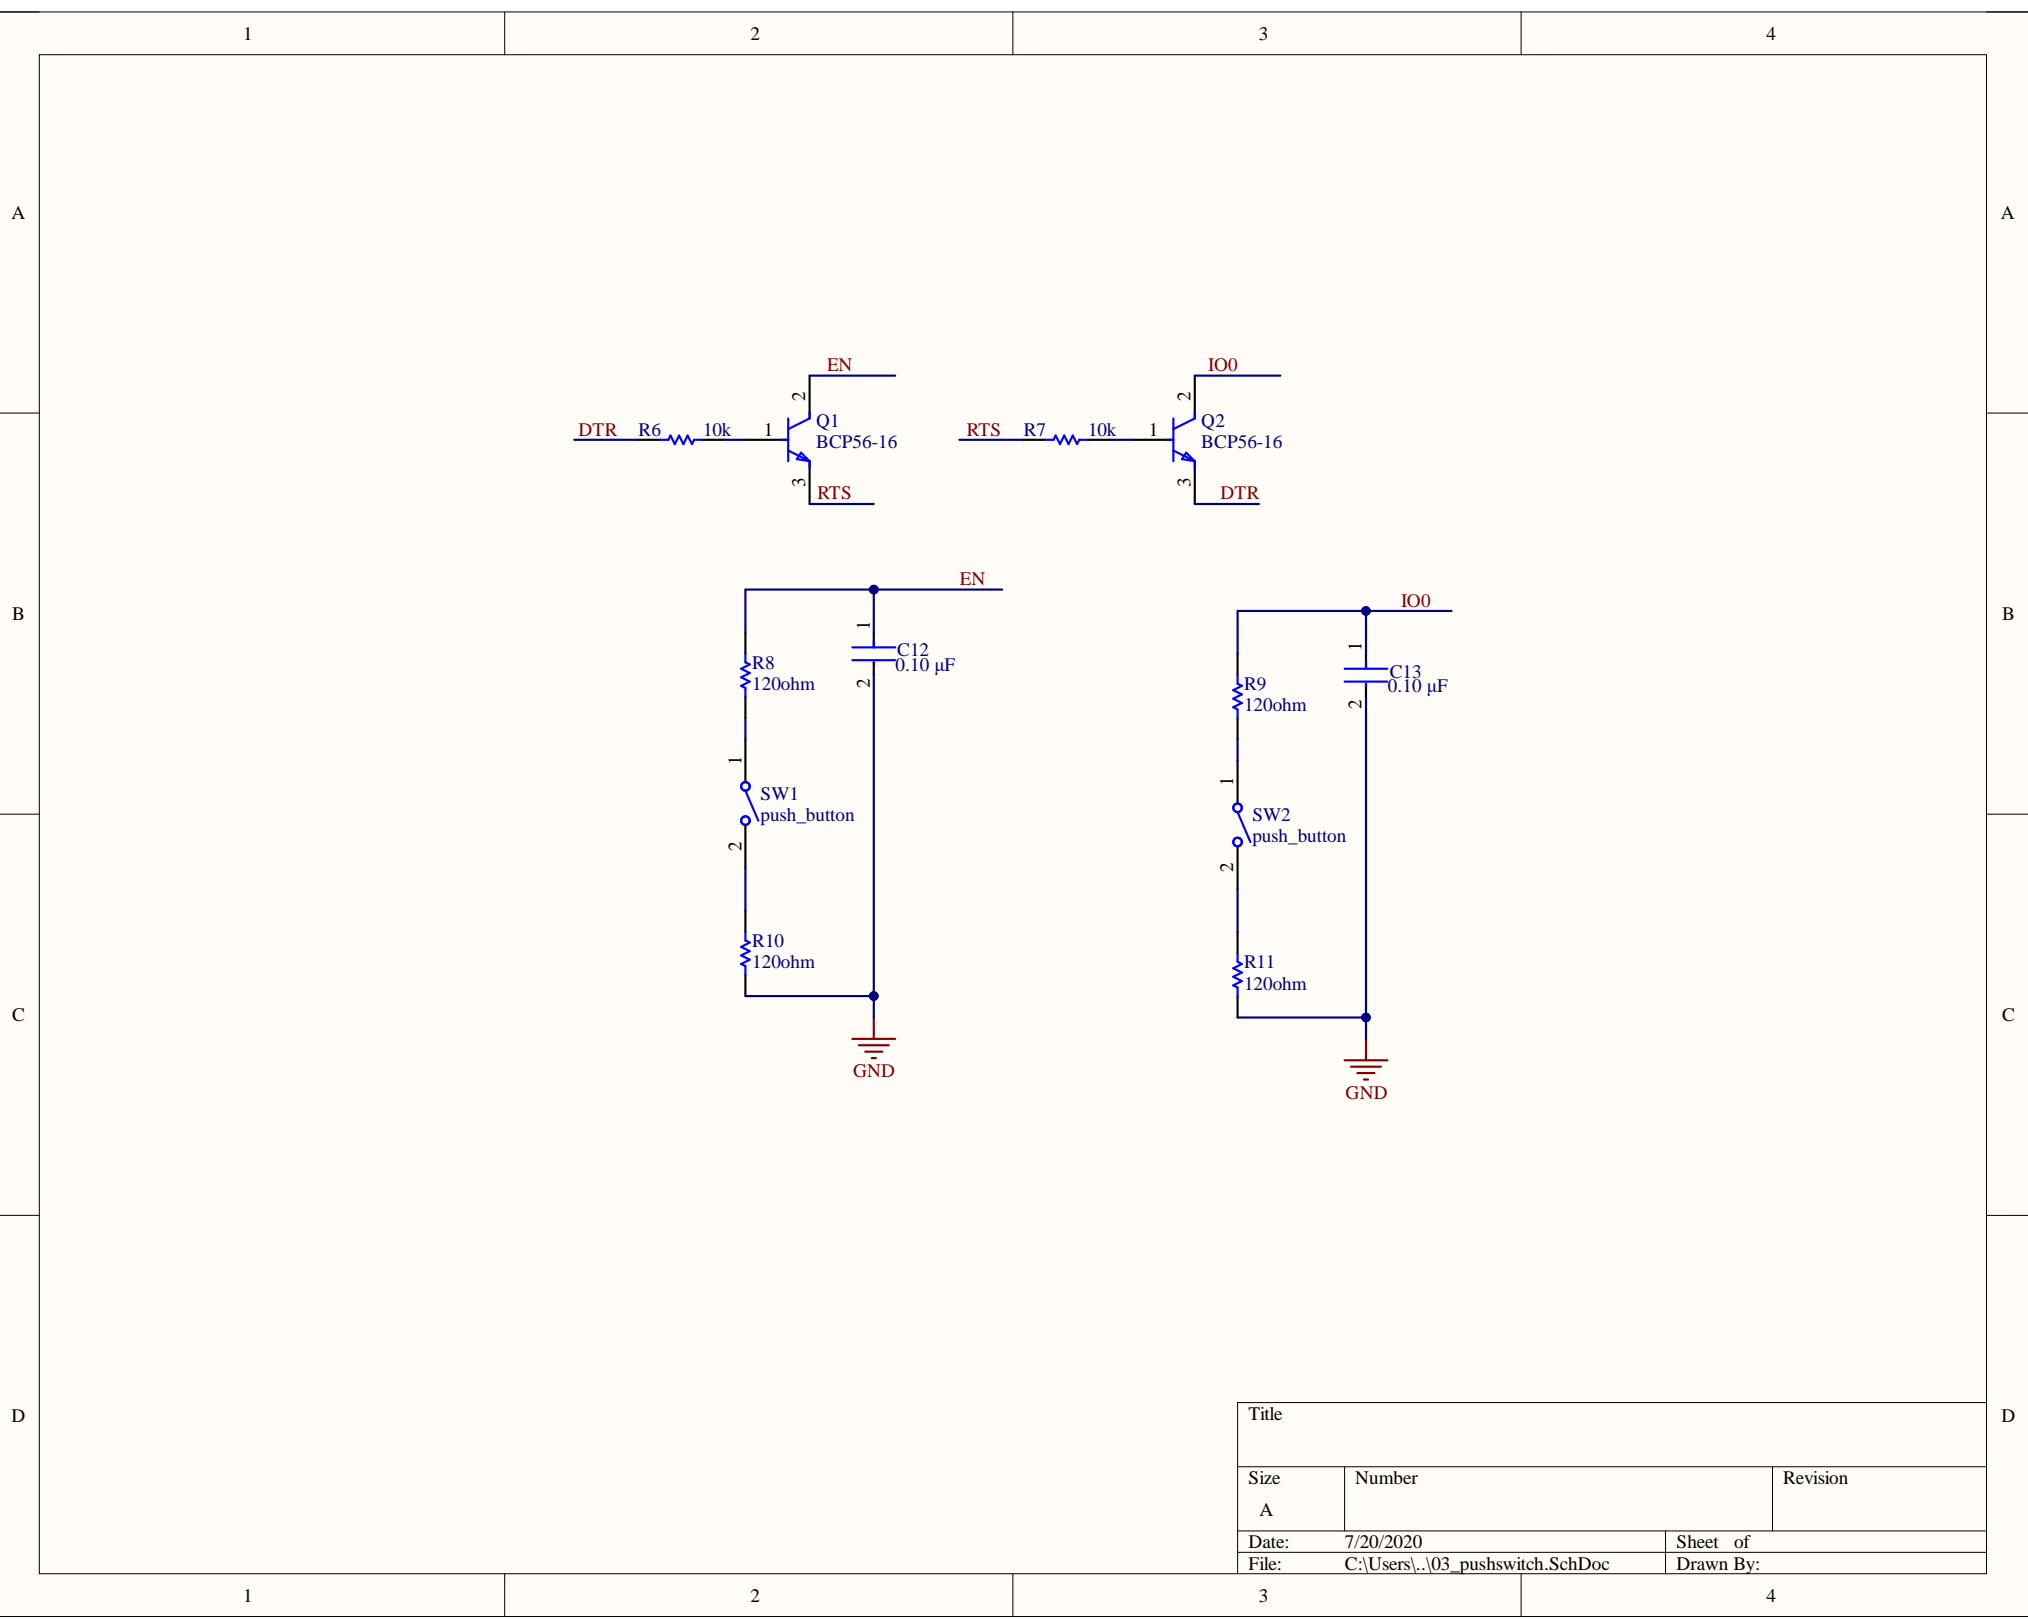 1 2 3 4
A A
EN
2
Q1
BCP56-16
DTR R6 10k 1
3
RTS
IO0
2
Q2
BCP56-16
RTS R7 10k 1
3
DTR
B B
EN
1
C12
0.10 µF
2
R8
120ohm
1
SW1
push_button
2
R10
120ohm
GND
IO0
1
C13
0.10 µF
2
R9
120ohm
1
SW2
push_button
2
R11
120ohm
GND
C C
D D
Title
Size Number Revision
A
Date: 7/20/2020 Sheet of
File: C:\Users\..\03_pushswitch.SchDoc Drawn By:
1 2 3 4